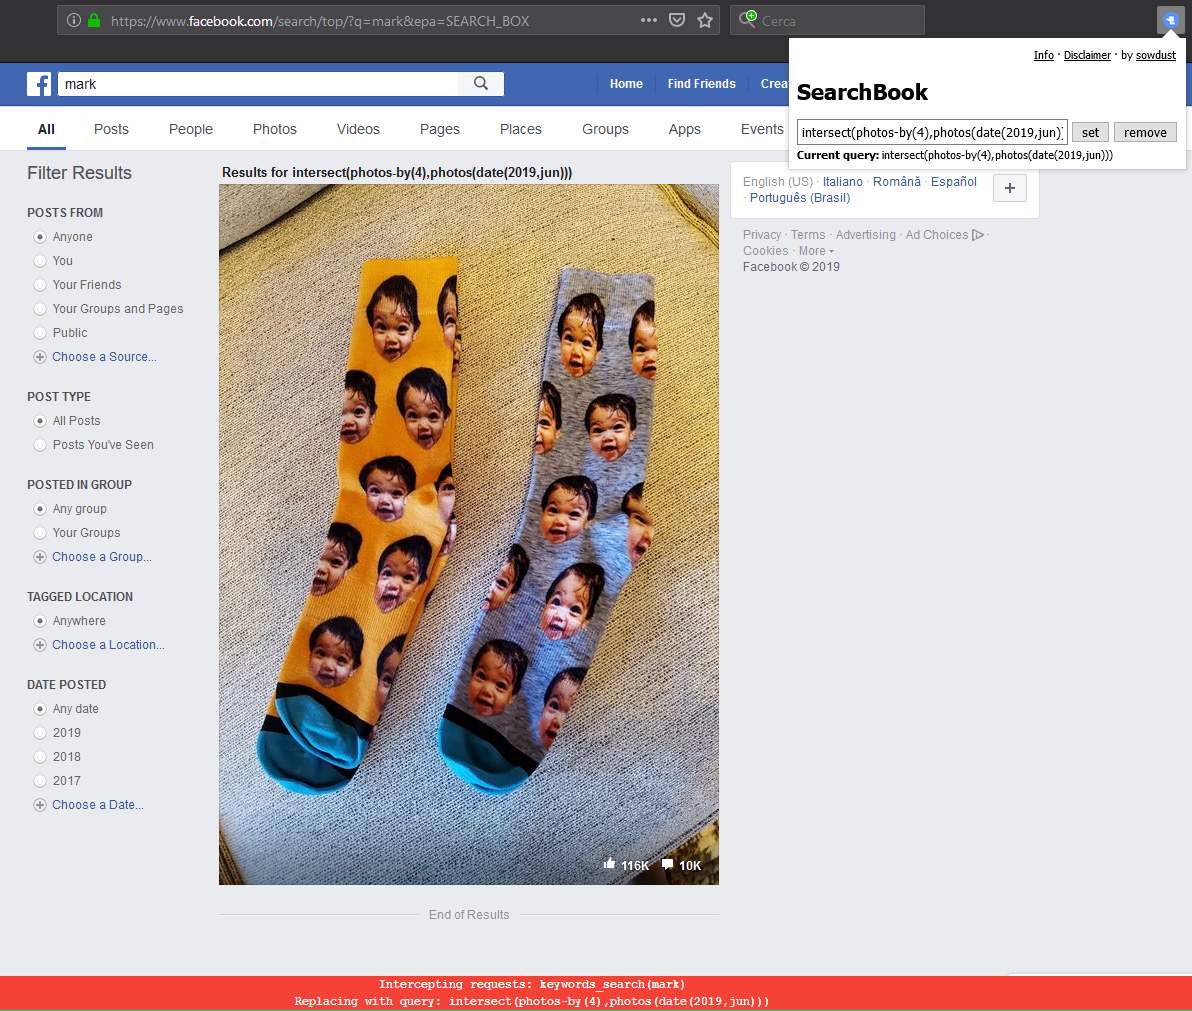 https://www.facebook.com/search/top/?q=mark&epa=SEARCH_BOX
Cerca
Info · Disclaimer · by sowdust
SearchBook
intersect(photos-by(4),photos(date(2019,jun)
set
remove
Current query: intersect(photos-by(4),photos(date(2019,jun)))
mark
Home
Find Friends
Crea
All
Posts
People
Photos
Videos
Pages
Places
Groups
Apps
Events
Filter Results
POSTS FROM
Anyone
You
Your Friends
Your Groups and Pages
Public
Choose a Source...
POST TYPE
All Posts
Posts You've Seen
POSTED IN GROUP
Any group
Your Groups
Choose a Group...
TAGGED LOCATION
Anywhere
Choose a Location...
DATE POSTED
Any date
2019
2018
2017
Choose a Date...
Results for intersect(photos-by(4),photos(date(2019,jun)))
116K
10K
End of Results
English (US) · Italiano · Română · Español
· Português (Brasil)
Privacy · Terms · Advertising · Ad Choices ·
Cookies · More
Facebook © 2019
Intercepting requests: keywords_search(mark)
Replacing with query: intersect(photos-by(4),photos(date(2019,jun)))